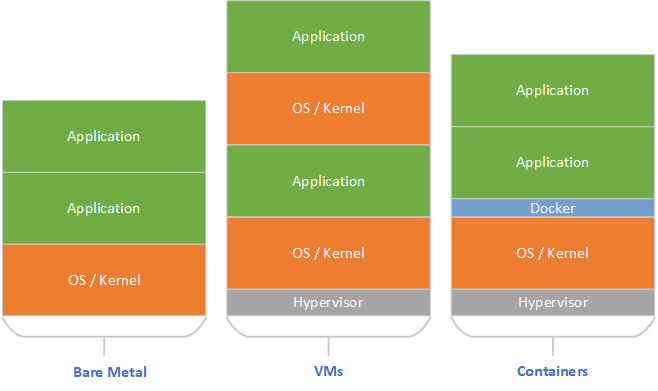 Application
Application
OS / Kernel
Bare Metal
Application
OS / Kernel
Application
OS / Kernel
Hypervisor
VMs
Application
Application
Docker
OS / Kernel
Hypervisor
Containers